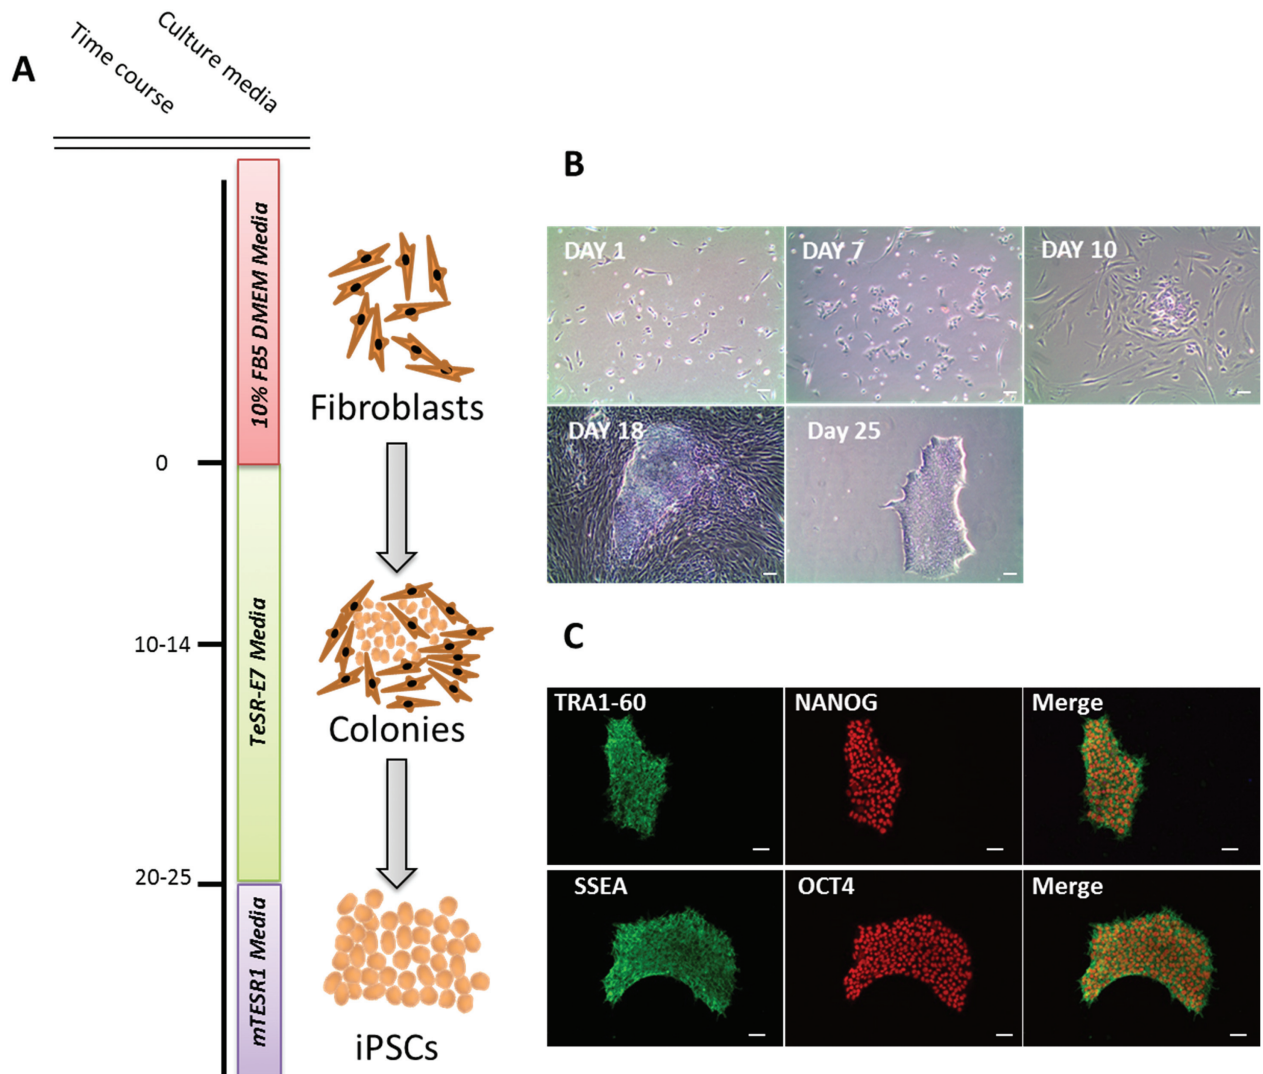 A
Time course
Culture media
10% FB5 DMEM Media
Fibroblasts
0
TeSR-E7 Media
10-14
Colonies
20-25
mTESR1 Media
iPSCs
B
DAY 1
DAY 7
DAY 10
DAY 18
Day 25
C
TRA1-60
NANOG
Merge
SSEA
OCT4
Merge